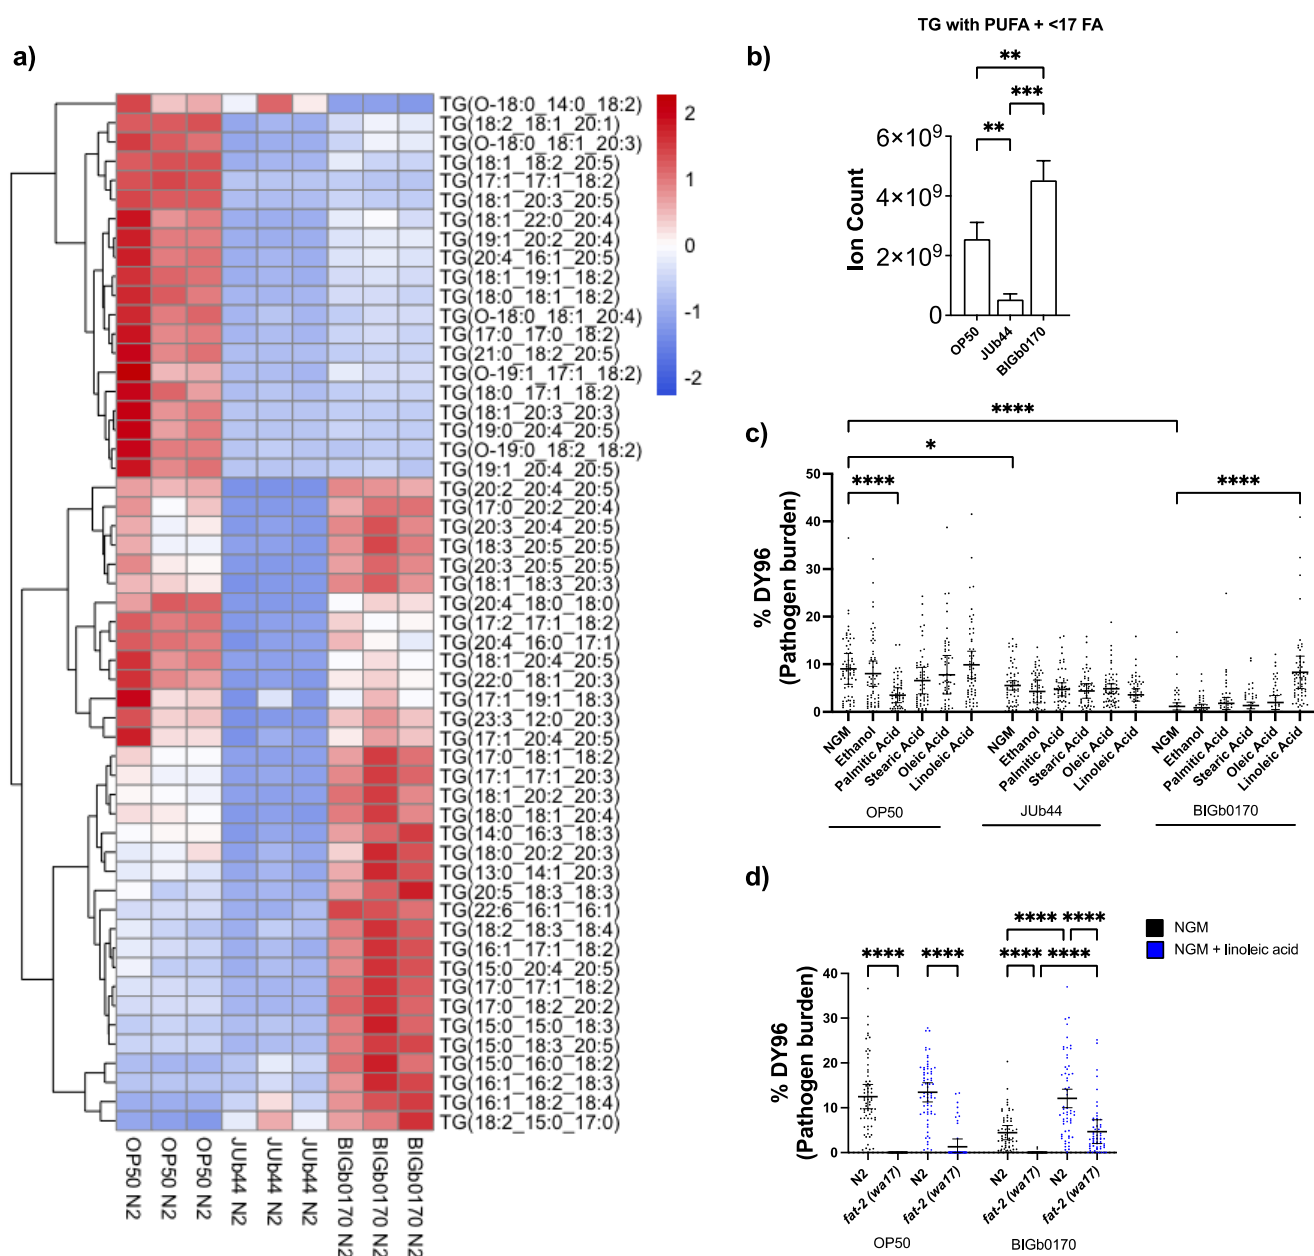 a)
TG(O-18:0_14:0_18:2)
TG(18:2_18:1_20:1)
TG(O-18:0_18:1_20:3)
TG(18:1_18:2_20:5)
TG(17:1_17:1_18:2)
TG(18:1_20:3_20:5)
TG(18:1_22:0_20:4)
TG(19:1_20:2_20:4)
TG(20:4_16:1_20:5)
TG(18:1_19:1_18:2)
TG(18:0_18:1_18:2)
TG(O-18:0_18:1_20:4)
TG(17:0_17:0_18:2)
TG(21:0_18:2_20:5)
TG(O-19:1_17:1_18:2)
TG(18:0_17:1_18:2)
TG(18:1_20:3_20:3)
TG(19:0_20:4_20:5)
TG(O-19:0_18:2_18:2)
TG(19:1_20:4_20:5)
TG(20:2_20:4_20:5)
TG(17:0_20:2_20:4)
TG(20:3_20:4_20:5)
TG(18:3_20:5_20:5)
TG(20:3_20:5_20:5)
TG(18:1_18:3_20:3)
TG(20:4_18:0_18:0)
TG(17:2_17:1_18:2)
TG(20:4_16:0_17:1)
TG(18:1_20:4_20:5)
TG(22:0_18:1_20:3)
TG(17:1_19:1_18:3)
TG(23:3_12:0_20:3)
TG(17:1_20:4_20:5)
TG(17:0_18:1_18:2)
TG(17:1_17:1_20:3)
TG(18:1_20:2_20:3)
TG(18:0_18:1_20:4)
TG(14:0_16:3_18:3)
TG(18:0_20:2_20:3)
TG(13:0_14:1_20:3)
TG(20:5_18:3_18:3)
TG(22:6_16:1_16:1)
TG(18:2_18:3_18:4)
TG(16:1_17:1_18:2)
TG(15:0_20:4_20:5)
TG(17:0_17:1_18:2)
TG(17:0_18:2_20:2)
TG(15:0_15:0_18:3)
TG(15:0_18:3_20:5)
TG(15:0_16:0_18:2)
TG(16:1_16:2_18:3)
TG(16:1_18:2_18:4)
TG(18:2_15:0_17:0)
OP50 N2
OP50 N2
OP50 N2
JUb44 N2
JUb44 N2
JUb44 N2
BIGb0170 N2
BIGb0170 N2
BIGb0170 N2
2
1
0
-1
-2
b)
TG with PUFA + <17 FA
**
***
**
6×10⁹
4×10⁹
2×10⁹
0
Ion Count
OP50
JUb44
BIGb0170
c)
****
*
****
****
50
40
30
20
10
0
% DY96
(Pathogen burden)
NGM
Ethanol
Palmitic Acid
Stearic Acid
Oleic Acid
Linoleic Acid
NGM
Ethanol
Palmitic Acid
Stearic Acid
Oleic Acid
Linoleic Acid
NGM
Ethanol
Palmitic Acid
Stearic Acid
Oleic Acid
Linoleic Acid
OP50
JUb44
BIGb0170
d)
NGM
NGM + linoleic acid
**** ****
**** **** **** ****
40
30
20
10
0
% DY96
(Pathogen burden)
N2
fat-2 (wa17)
N2
fat-2 (wa17)
N2
fat-2 (wa17)
N2
fat-2 (wa17)
OP50
BIGb0170